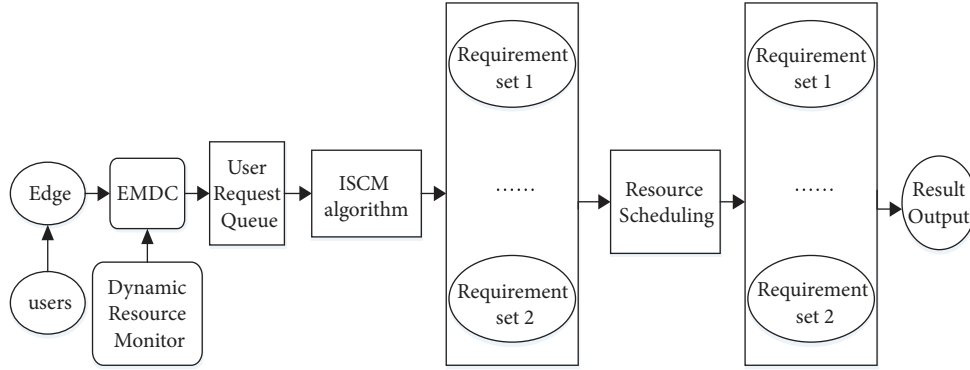 Edge
users
EMDC
Dynamic
Resource
Monitor
User
Request
Queue
ISCM
algorithm
Requirement
set 1
......
Requirement
set 2
Resource
Scheduling
Requirement
set 1
......
Requirement
set 2
Result
Output